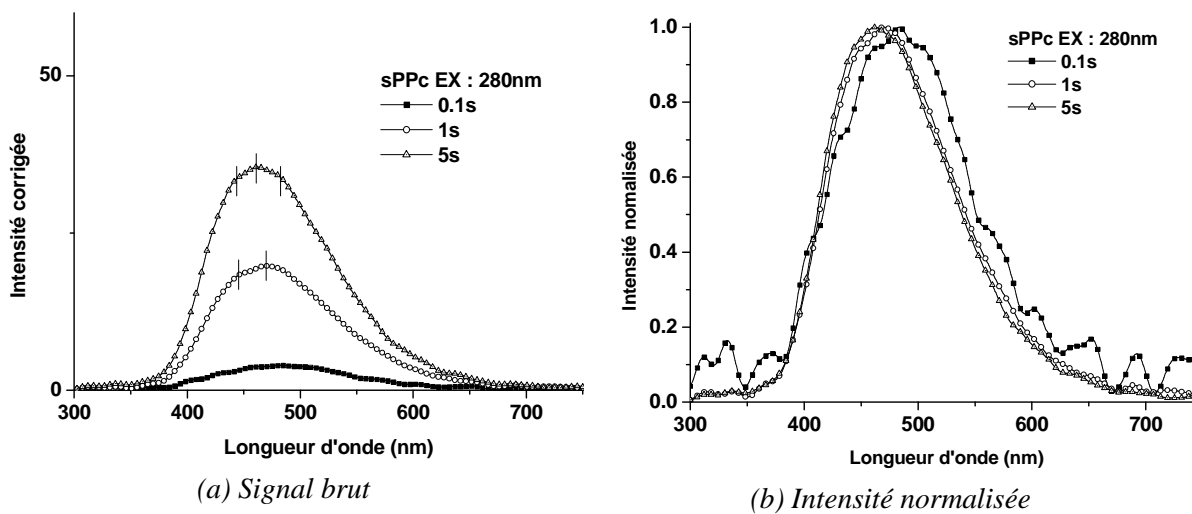 50
0
Intensité corrigée
sPPc EX : 280nm
0.1s
1s
5s
300 400 500 600 700
Longueur d'onde (nm)
(a) Signal brut
1.0
0.8
0.6
0.4
0.2
0.0
Intensité nomalisée
sPPc EX : 280nm
0.1s
1s
5s
300 400 500 600 700
Longueur d'onde (nm)
(b) Intensité normalisée